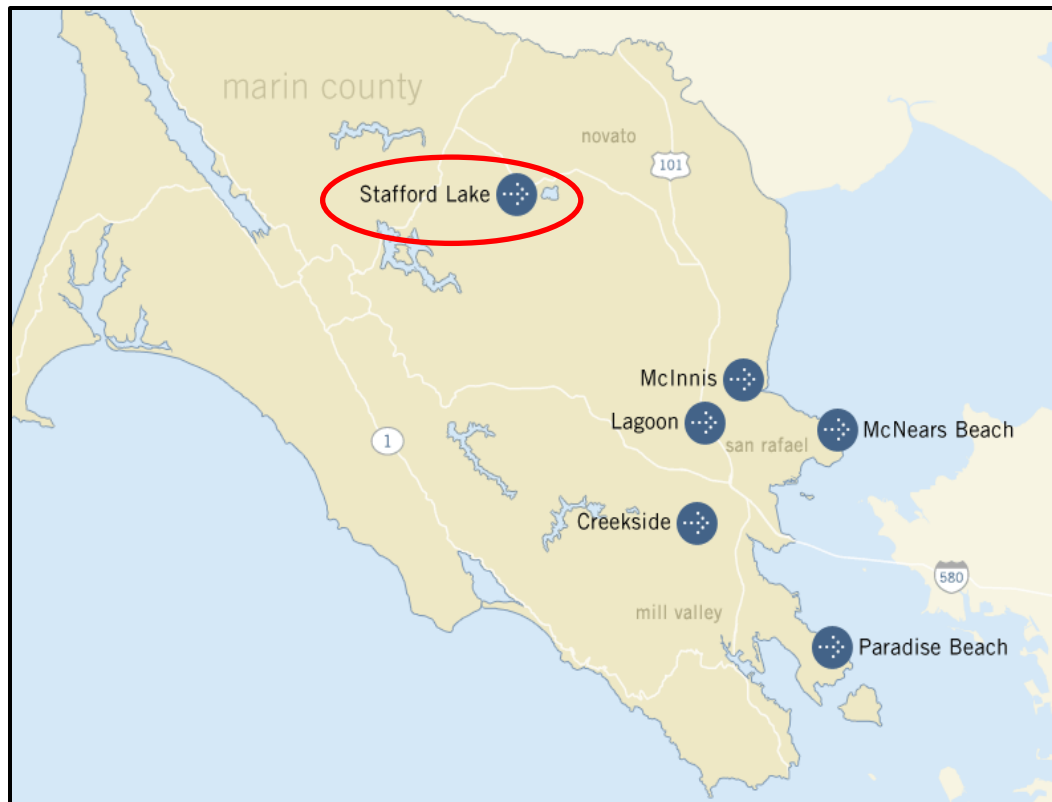 marin county
novato
101
Stafford Lake
McInnis
Lagoon
McNears Beach
san rafael
1
Creekside
580
mill valley
Paradise Beach